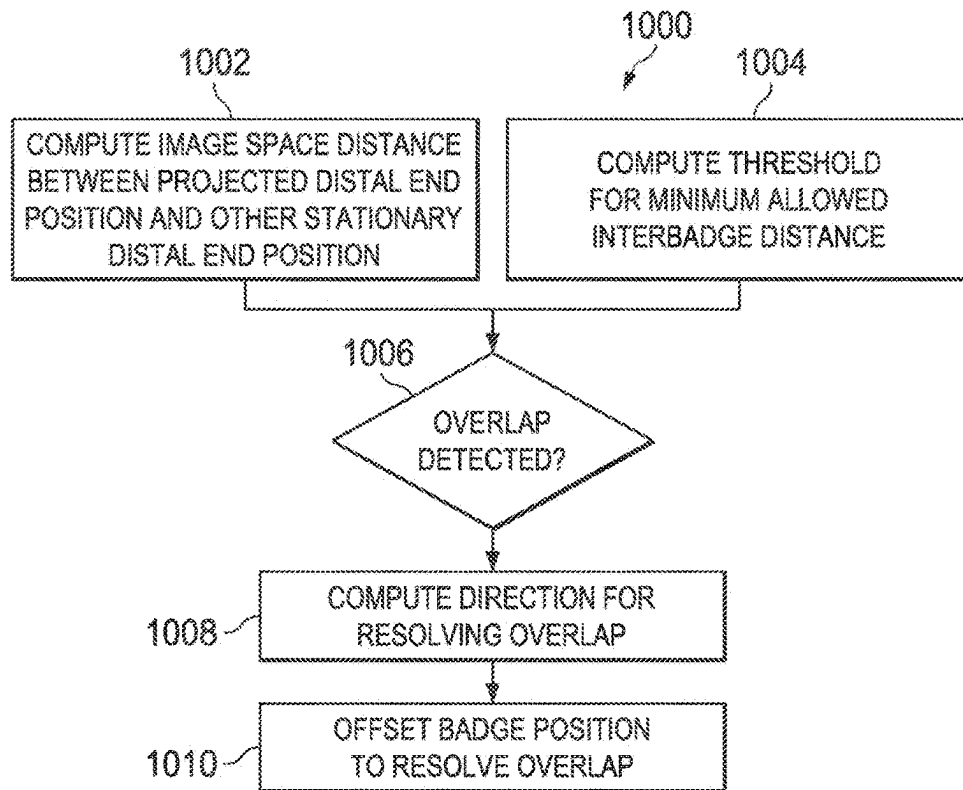 1000
1002
1004
COMPUTE IMAGE SPACE DISTANCE
BETWEEN PROJECTED DISTAL END
POSITION AND OTHER STATIONARY
DISTAL END POSITION
COMPUTE THRESHOLD
FOR MINIMUM ALLOWED
INTERBADGE DISTANCE
1006
OVERLAP
DETECTED?
COMPUTE DIRECTION FOR
RESOLVING OVERLAP
1008
OFFSET BADGE POSITION
TO RESOLVE OVERLAP
1010